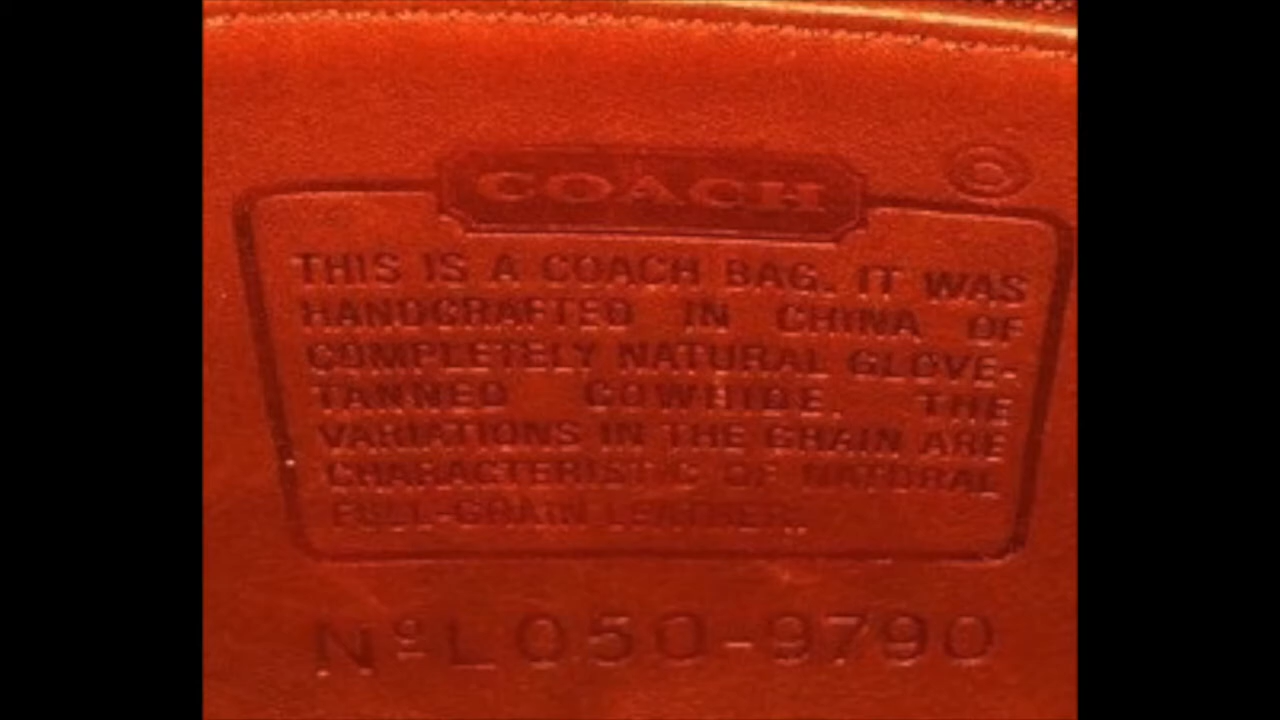 COACH ©
THIS IS A COACH BAG. IT WAS
HANDCRAFTED IN CHINA OF
COMPLETELY NATURAL GLOVE-
TANNED COWHIDE. THE
VARIATIONS IN THE GRAIN ARE
CHARACTERISTIC OF NATURAL
FULL-GRAIN LEATHER.
Nº L050-9790